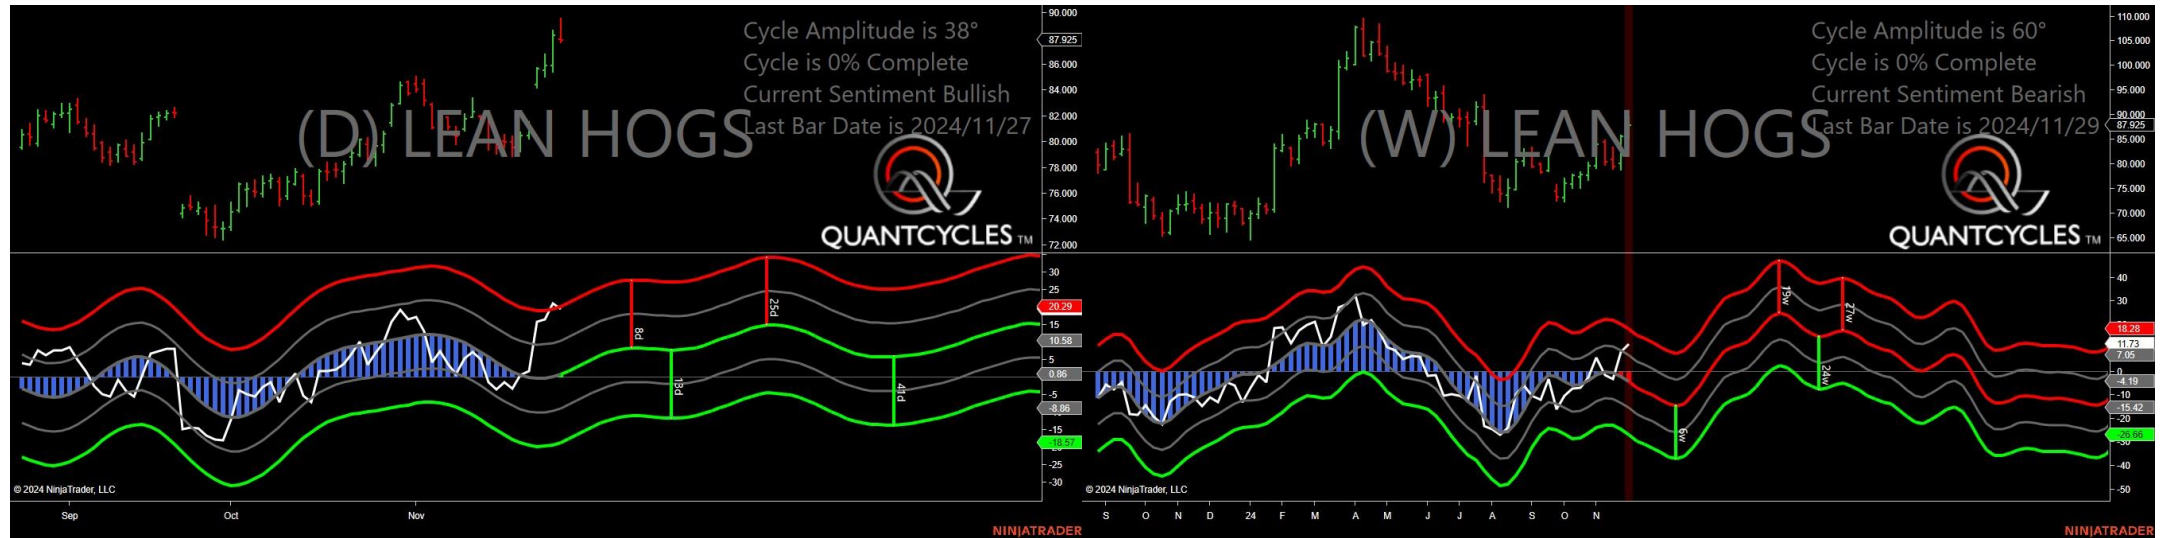 Cycle Amplitude is 38°
Cycle is 0% Complete
Current Sentiment Bullish
Last Bar Date is 2024/11/27
(D) LEAN HOGS
QUANTCYCLES TM
90.000
87.925
86.000
84.000
82.000
80.000
78.000
76.000
74.000
72.000
30
25
20.29
15
10.58
5
0.86
-5
-8.86
-15
-18.57
-25
-30
8d
13d
25d
41d
© 2024 NinjaTrader, LLC
Sep Oct Nov
NINJATRADER
Cycle Amplitude is 60°
Cycle is 0% Complete
Current Sentiment Bearish
Last Bar Date is 2024/11/29
(W) LEAN HOGS
QUANTCYCLES TM
110.000
105.000
100.000
95.000
90.000
87.925
85.000
80.000
75.000
70.000
65.000
40
30
18.28
11.73
7.05
0
-4.19
-10
-15.42
-20
-26.66
-30
-40
-50
6w
19w
24w
27w
© 2024 NinjaTrader, LLC
S O N D 24 F M A M J J A S O N
NINJATRADER